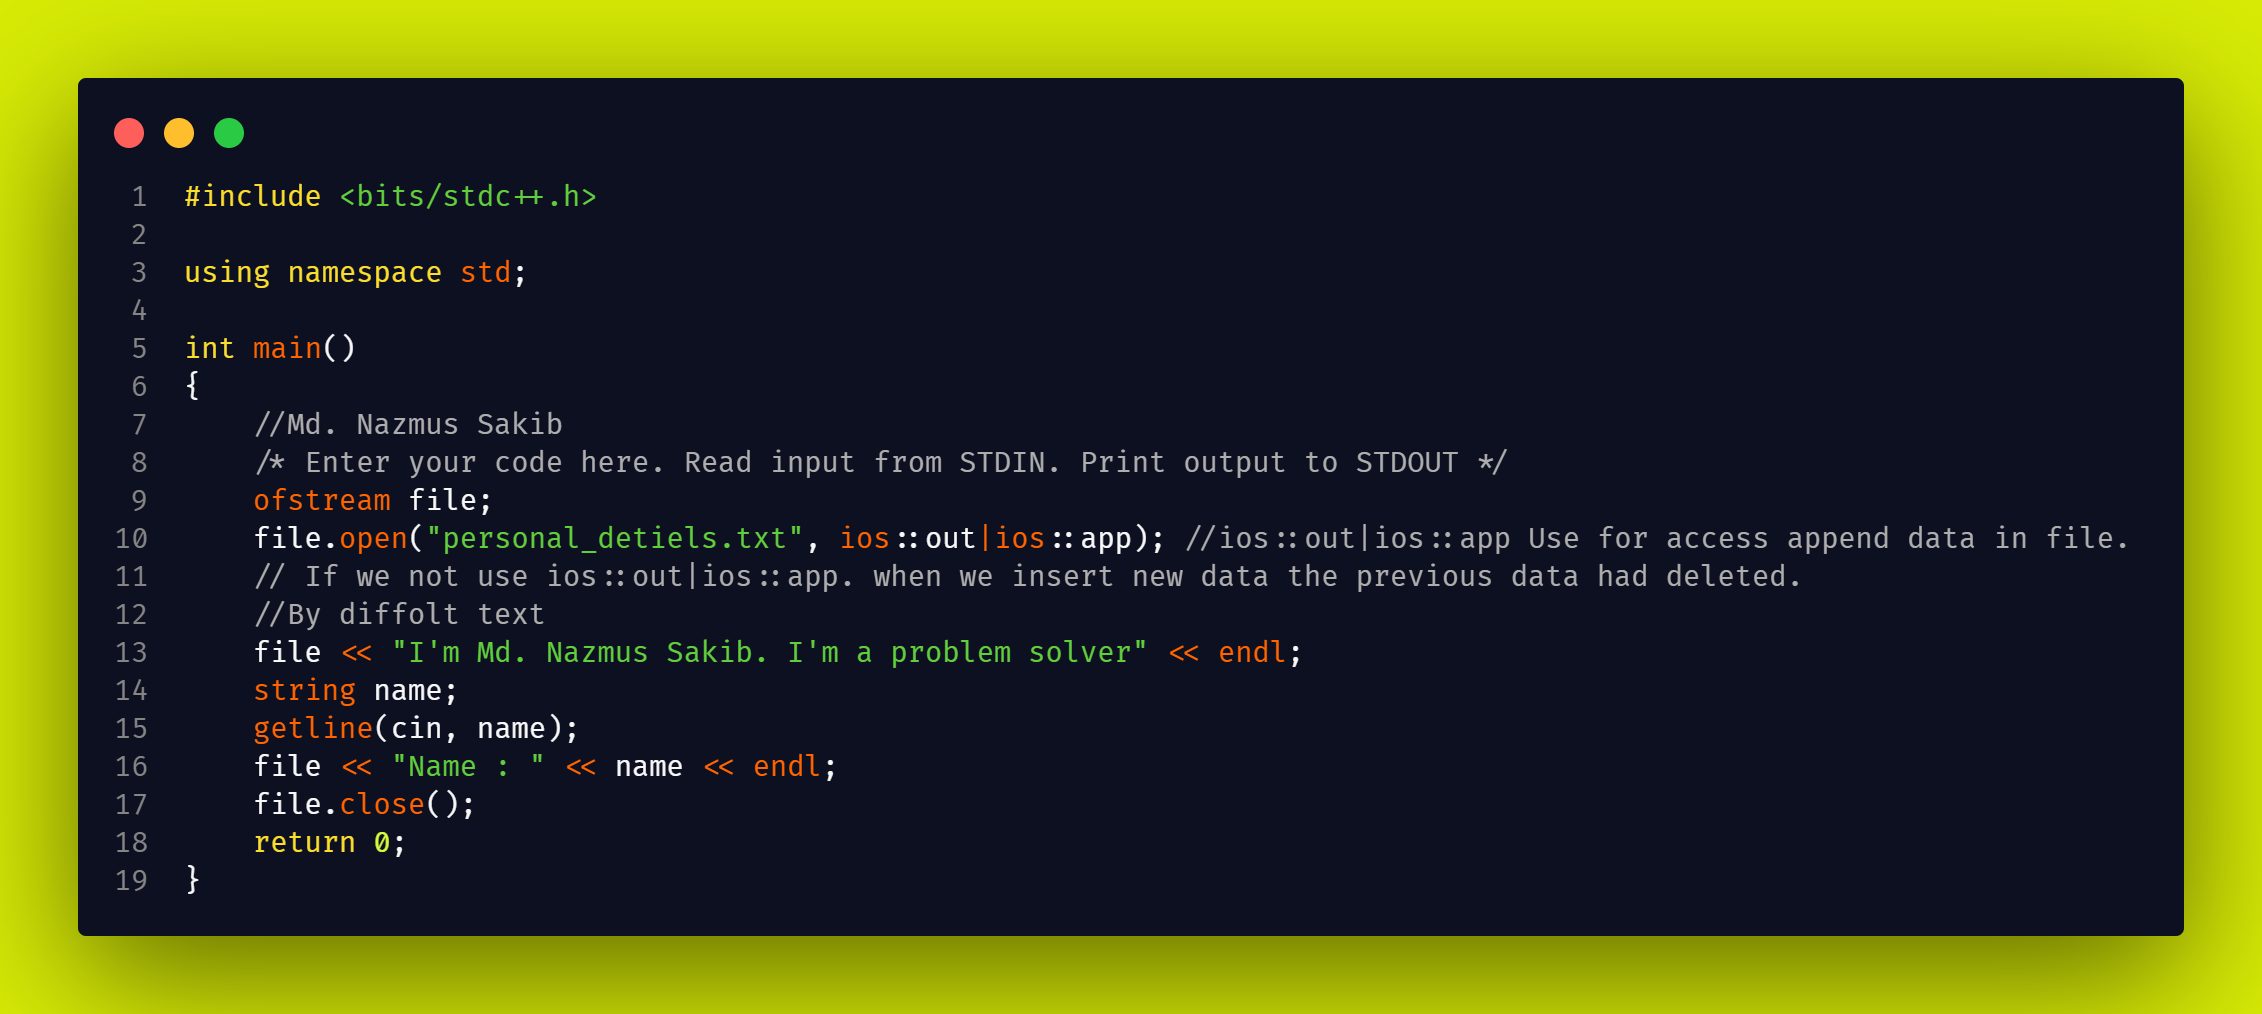 1 #include <bits/stdc++.h>
2
3 using namespace std;
4
5 int main()
6 {
7 //Md. Nazmus Sakib
8 /* Enter your code here. Read input from STDIN. Print output to STDOUT */
9 ofstream file;
10 file.open("personal_detiels.txt", ios::out|ios::app); //ios::out|ios::app Use for access append data in file.
11 // If we not use ios::out|ios::app. when we insert new data the previous data had deleted.
12 //By diffolt text
13 file << "I'm Md. Nazmus Sakib. I'm a problem solver" << endl;
14 string name;
15 getline(cin, name);
16 file << "Name : " << name << endl;
17 file.close();
18 return 0;
19 }